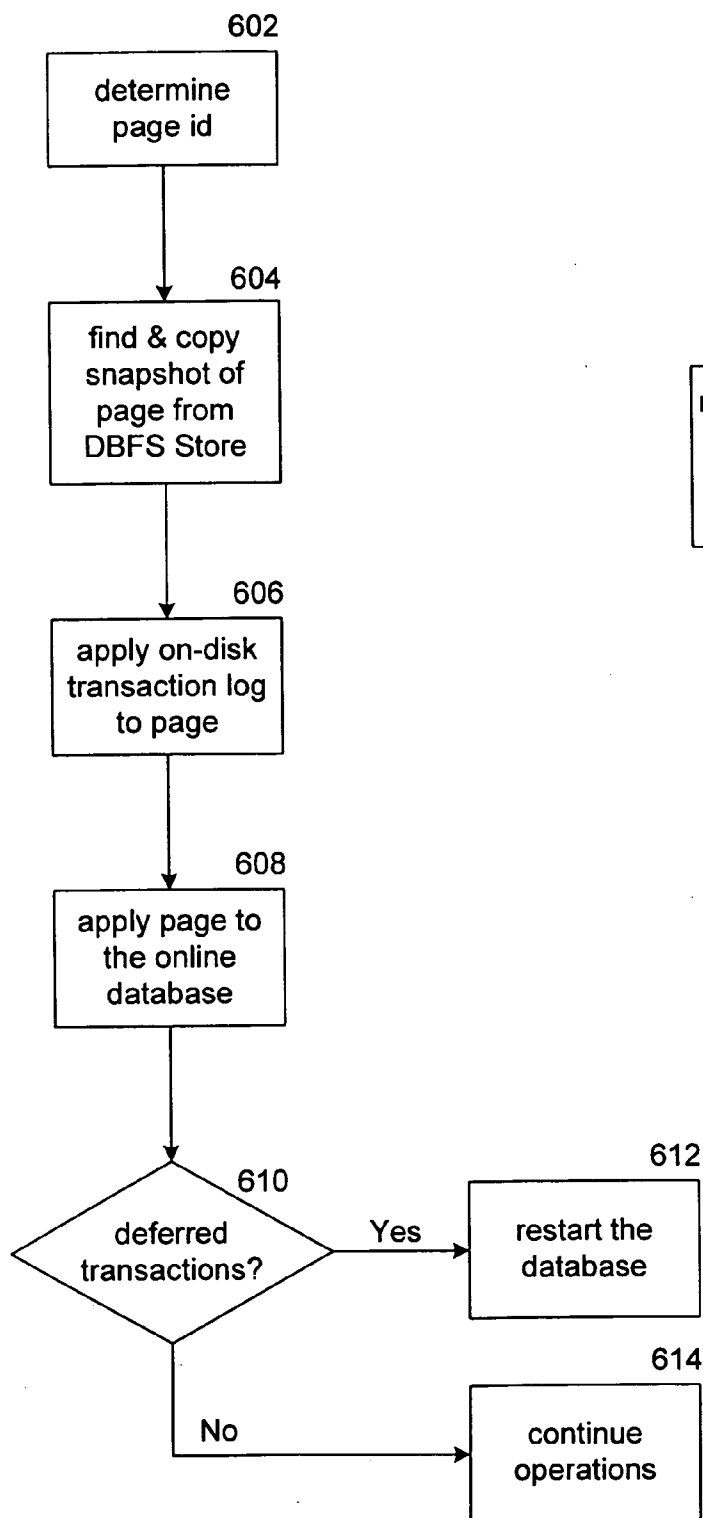 602
determine
page id
604
find & copy
snapshot of
page from
DBFS Store
606
apply on-disk
transaction log
to page
608
apply page to
the online
database
610
deferred
transactions?
Yes
612
restart the
database
No
614
continue
operations